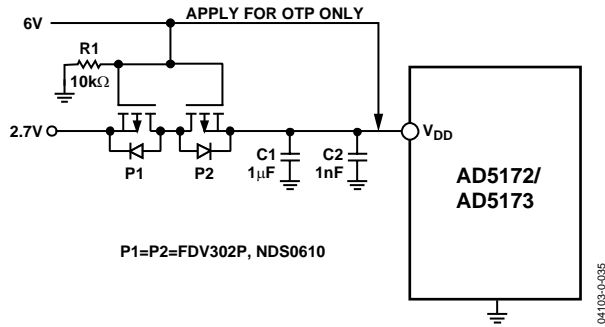 APPLY FOR OTP ONLY
6V
R1
10kΩ
2.7V
P1
P2
C1
1μF
C2
1nF
V_DD
AD5172/
AD5173
P1=P2=FDV302P, NDS0610
04103-0-035